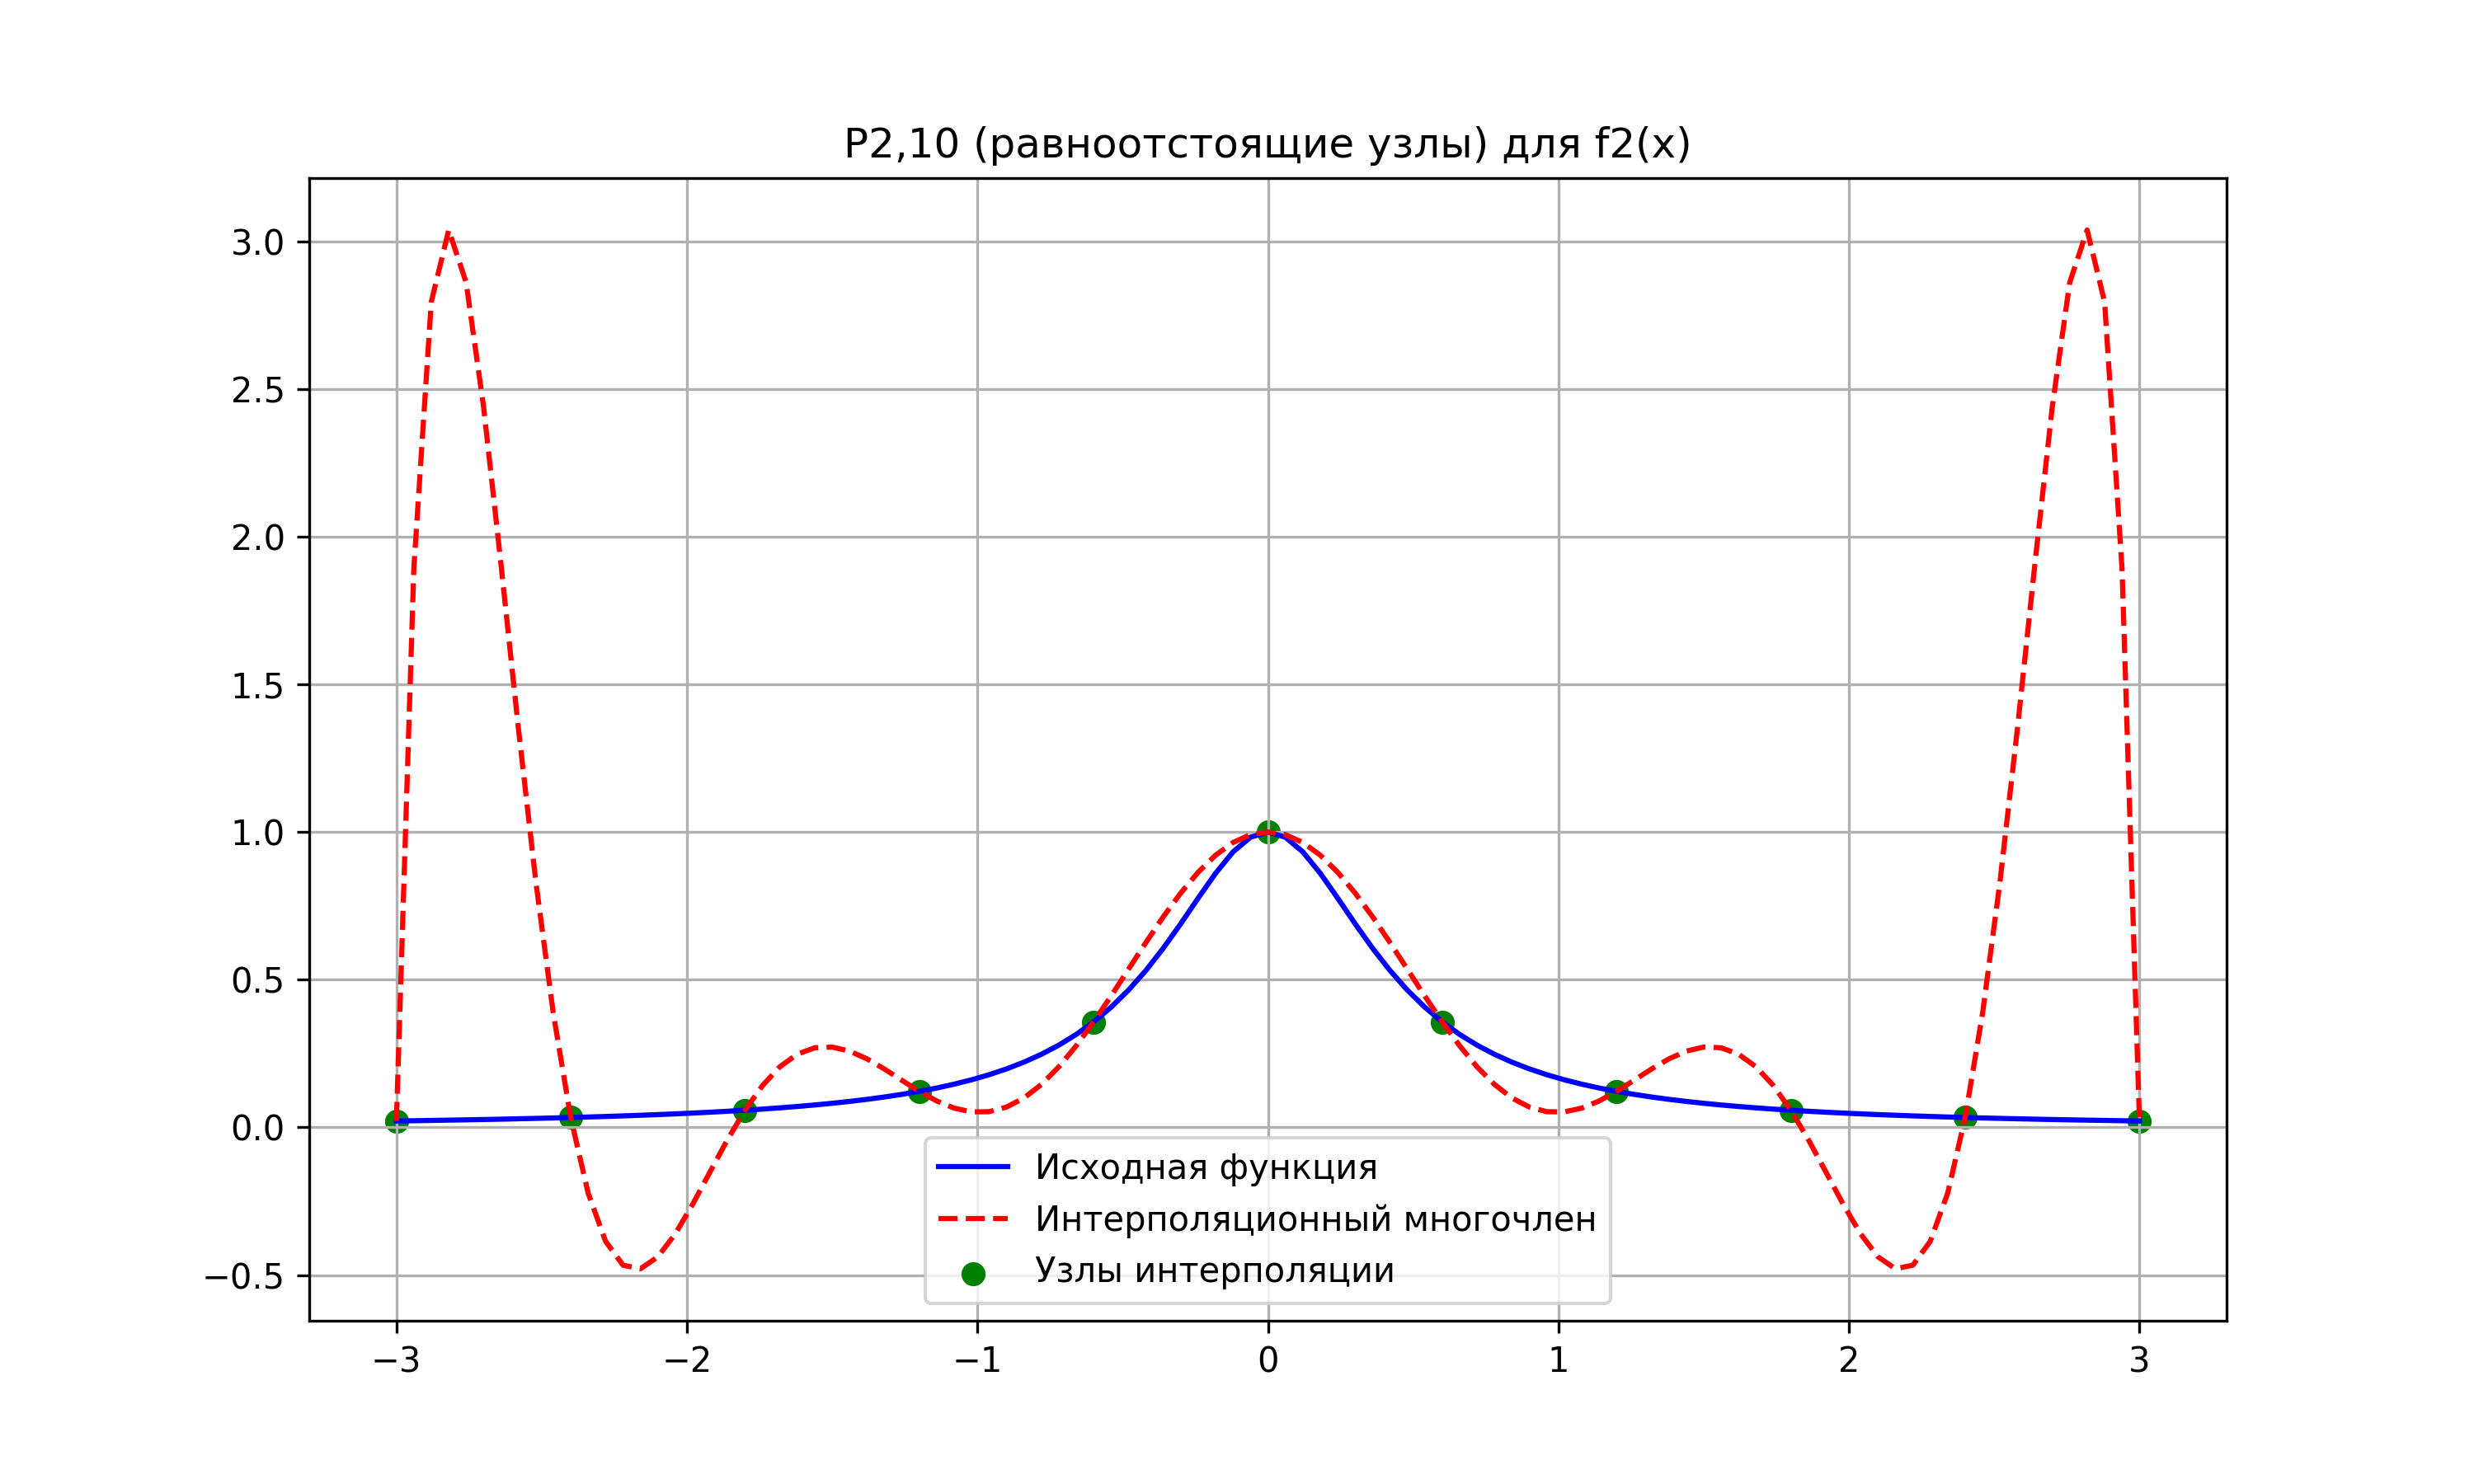 P2,10 (равноотстоящие узлы) для f2(x)
3.0
2.5
2.0
1.5
1.0
0.5
0.0
−0.5
Исходная функция
Интерполяционный многочлен
Узлы интерполяции
−3 −2 −1 0 1 2 3